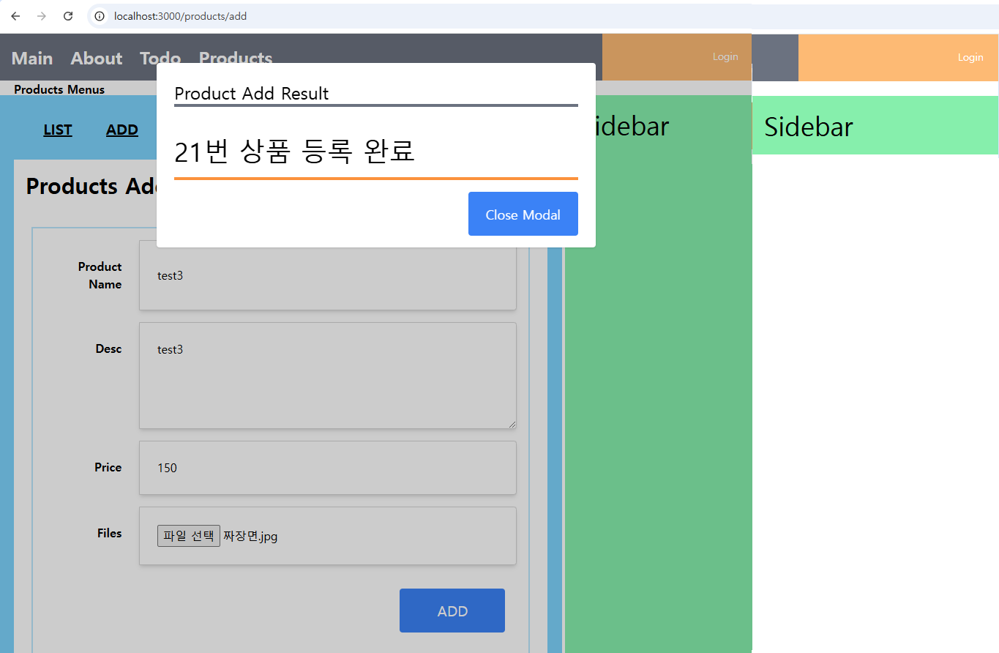 localhost:3000/products/add
Main About Todo Products Login Login
Products Menus
Product Add Result
LIST ADD
idebar
Sidebar
21번 상품 등록 완료
Products Add
Close Modal
Product
Name
test3
Desc
test3
Price
150
Files
파일 선택 짜장면.jpg
ADD